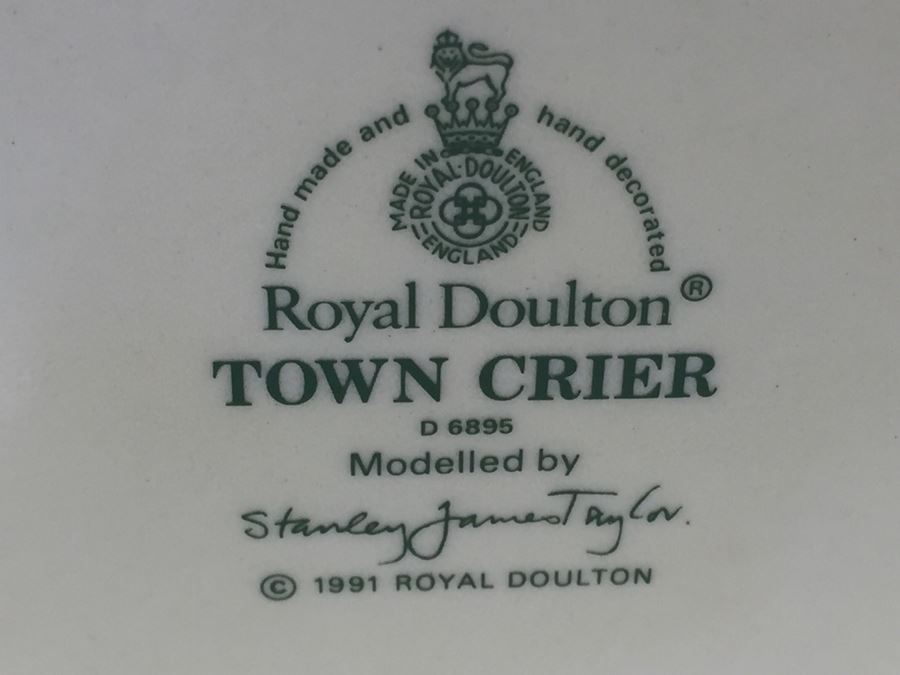 Hand made and hand decorated
MADE IN ENGLAND
ROYAL·DOULTON
ENGLAND
Royal Doulton®
TOWN CRIER
D 6895
Modelled by
Stanley James Taylor.
© 1991 ROYAL DOULTON